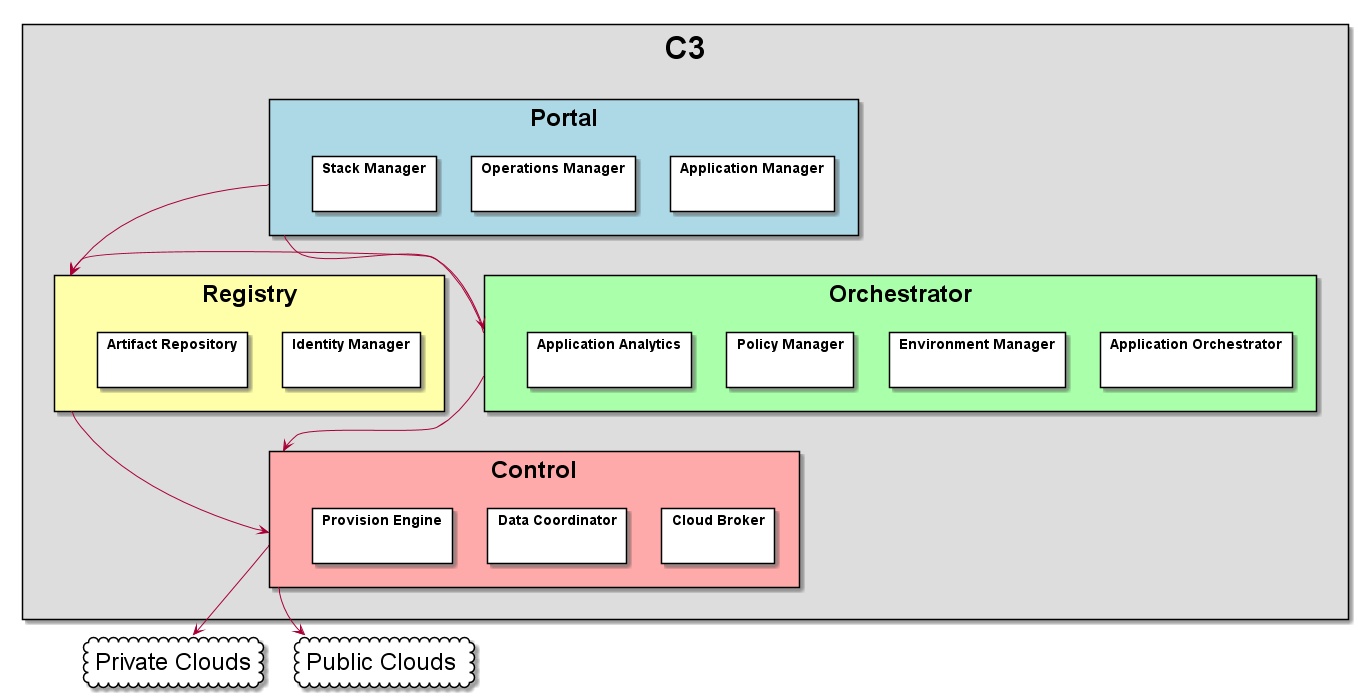 C3
Portal
Stack Manager
Operations Manager
Application Manager
Registry
Artifact Repository
Identity Manager
Orchestrator
Application Analytics
Policy Manager
Environment Manager
Application Orchestrator
Control
Provision Engine
Data Coordinator
Cloud Broker
Private Clouds
Public Clouds